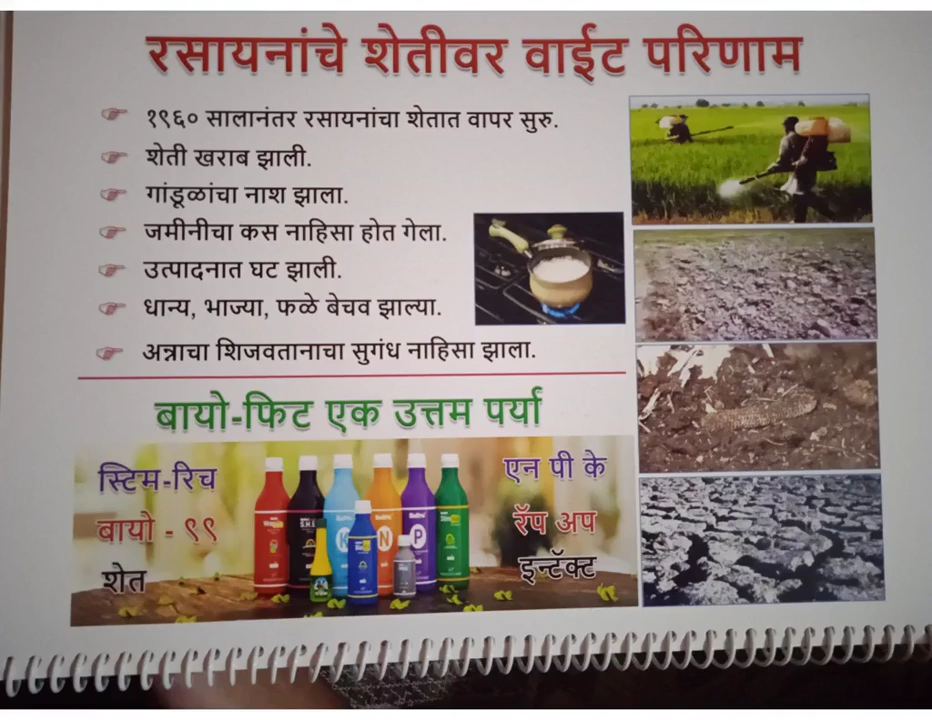 रसायनांचे शेतीवर वाईट परिणाम
१९६० सालानंतर रसायनांचा शेतात वापर सुरु.
शेती खराब झाली.
गांडूळांचा नाश झाला.
जमीनीचा कस नाहिसा होत गेला.
उत्पादनात घट झाली.
धान्य, भाज्या, फळे बेचव झाल्या.
अन्नाचा शिजवतानाचा सुगंध नाहिसा झाला.
बायो-फिट एक उत्तम पर्या
स्टिम-रिच
बायो - ९९
शेत
K N P
एन पी के
रॅप अप
इन्टॅक्ट